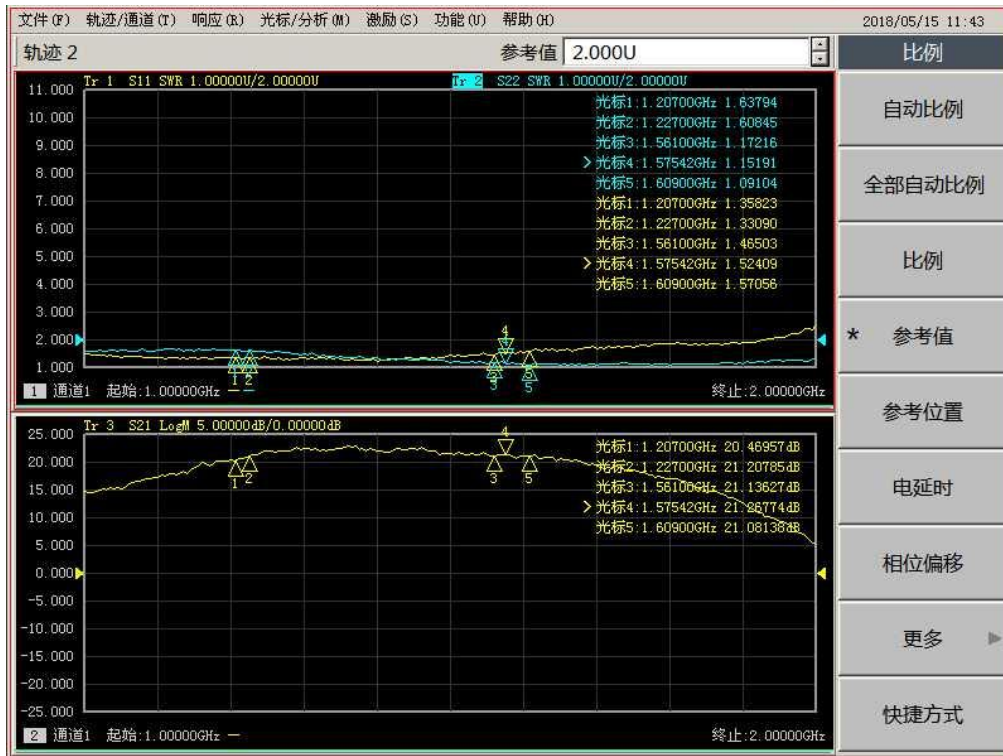 文件(F) 轨迹/通道(T) 响应(R) 光标/分析(M) 激励(S) 功能(U) 帮助(H) 2018/05/15 11:43
轨迹 2 参考值 2.000U 比例
Tr 1 S11 SWR 1.00000U/2.00000U Tr 2 S22 SWR 1.00000U/2.00000U
11.000
10.000
9.000
8.000
7.000
6.000
5.000
4.000
3.000
2.000
1.000
光标1:1.20700GHz 1.63794
光标2:1.22700GHz 1.60845
光标3:1.56100GHz 1.17216
>光标4:1.57542GHz 1.15191
光标5:1.60900GHz 1.09104
光标1:1.20700GHz 1.35823
光标2:1.22700GHz 1.33090
光标3:1.56100GHz 1.46503
>光标4:1.57542GHz 1.52409
光标5:1.60900GHz 1.57056
4
1 2 3 5
3 5
1 通道1 起始:1.00000GHz 终止:2.00000GHz
Tr 3 S21 LogM 5.00000dB/0.00000dB
25.000
20.000
15.000
10.000
5.000
0.000
-5.000
-10.000
-15.000
-20.000
-25.000
光标1:1.20700GHz 20.46957dB
光标2:1.22700GHz 21.20785dB
光标3:1.56100GHz 21.13627dB
>光标4:1.57542GHz 21.26774dB
光标5:1.60900GHz 21.08138dB
4
1 2 3 5
2 通道1 起始:1.00000GHz 终止:2.00000GHz
自动比例
全部自动比例
比例
* 参考值
参考位置
电延时
相位偏移
更多
快捷方式